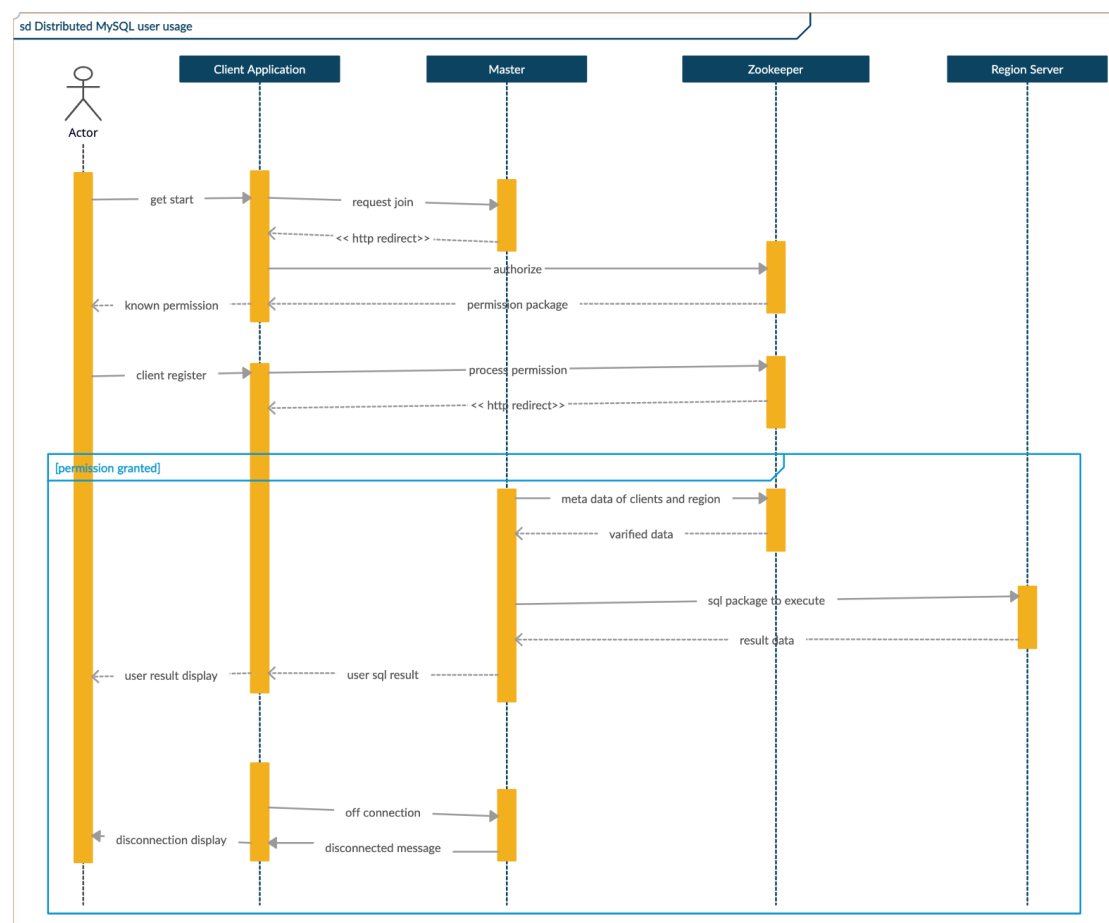 sd Distributed MySQL user usage
Client Application
Master
Zookeeper
Region Server
Actor
get start
request join
<< http redirect>>
authorize
known permission
permission package
client register
process permission
<< http redirect>>
[permission granted]
meta data of clients and region
varified data
sql package to execute
result data
user result display
user sql result
off connection
disconnection display
disconnected message